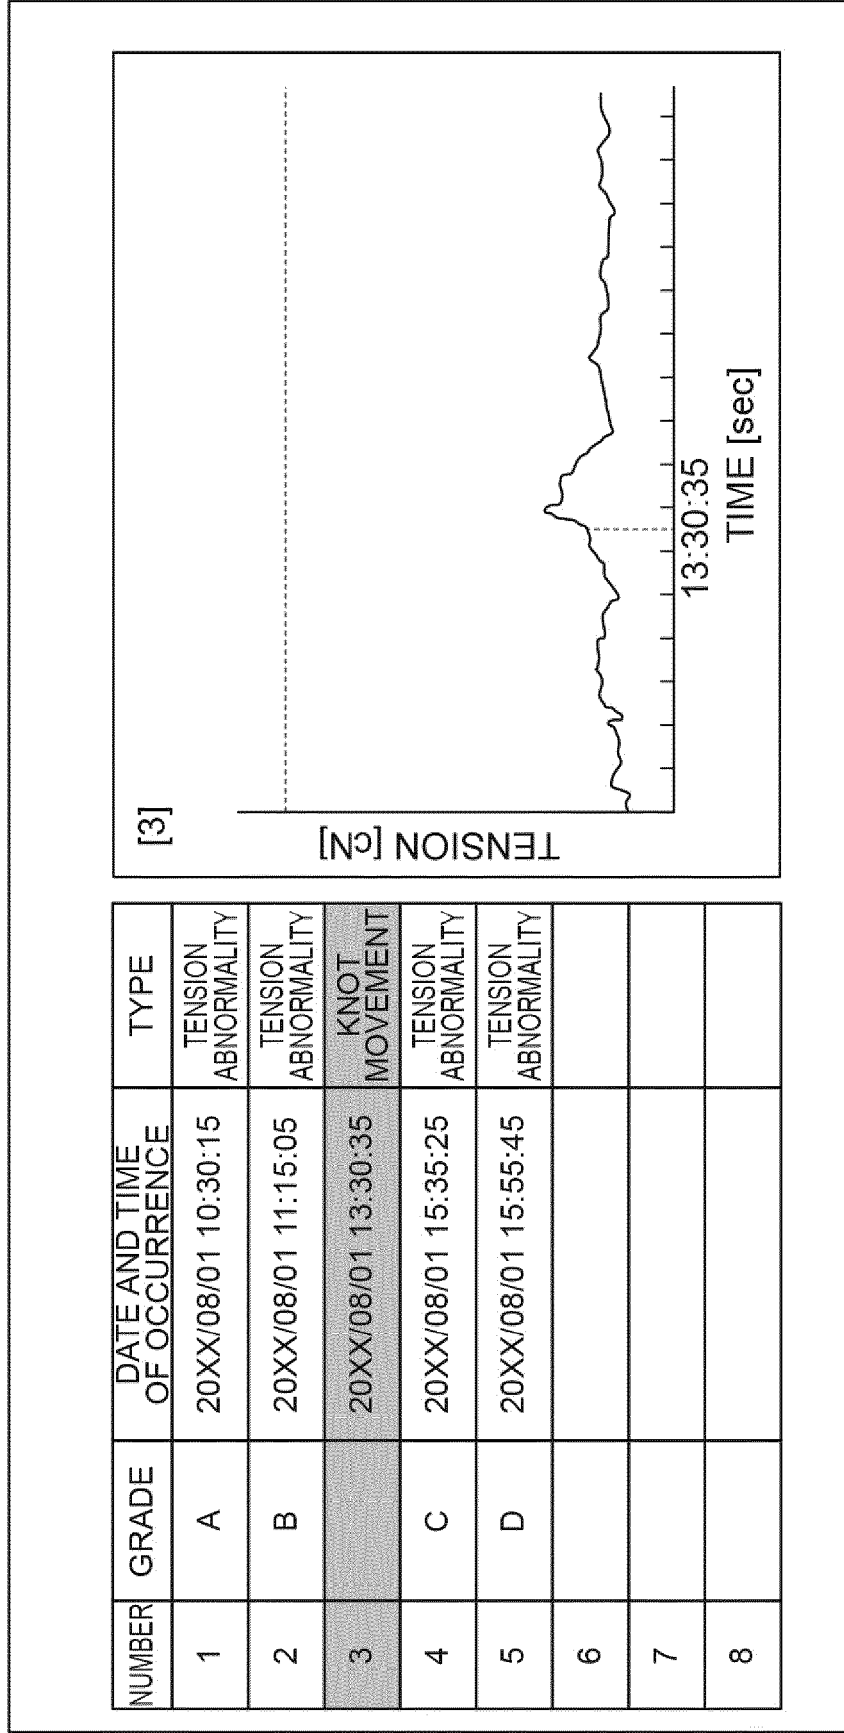 NUMBER GRADE DATE AND TIME TYPE
OF OCCURRENCE
1 A 20XX/08/01 10:30:15 TENSION
ABNORMALITY
2 B 20XX/08/01 11:15:05 TENSION
ABNORMALITY
3 20XX/08/01 13:30:35 KNOT
MOVEMENT
4 C 20XX/08/01 15:35:25 TENSION
ABNORMALITY
5 D 20XX/08/01 15:55:45 TENSION
ABNORMALITY
6
7
8
[3]
TENSION [cN]
13:30:35
TIME [sec]